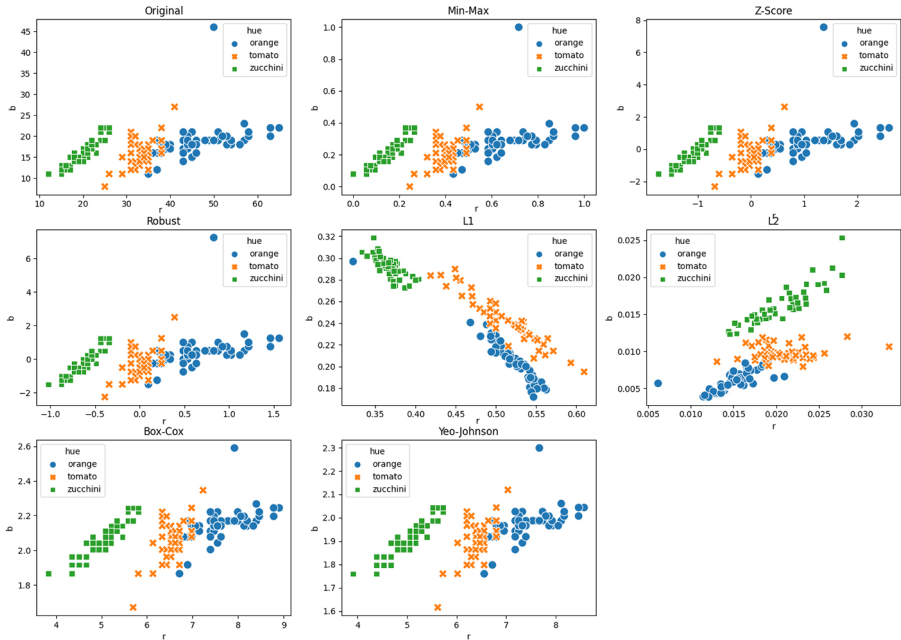 Original
hue
orange
tomato
zucchini
45
40
35
30
25
20
15
10
b
10 20 30 40 50 60
r
Min-Max
hue
orange
tomato
zucchini
1.0
0.8
0.6
0.4
0.2
0.0
b
0.0 0.2 0.4 0.6 0.8 1.0
r
Z-Score
hue
orange
tomato
zucchini
8
6
4
2
0
−2
b
−1 0 1 2
r
Robust
hue
orange
tomato
zucchini
6
4
2
0
−2
b
−1.0 −0.5 0.0 0.5 1.0 1.5
r
L1
hue
orange
tomato
zucchini
0.32
0.30
0.28
0.26
0.24
0.22
0.20
0.18
b
0.35 0.40 0.45 0.50 0.55 0.60
r
L2
hue
orange
tomato
zucchini
0.025
0.020
0.015
0.010
0.005
b
0.005 0.010 0.015 0.020 0.025 0.030
r
Box-Cox
hue
orange
tomato
zucchini
2.6
2.4
2.2
2.0
1.8
b
4 5 6 7 8 9
r
Yeo-Johnson
hue
orange
tomato
zucchini
2.3
2.2
2.1
2.0
1.9
1.8
1.7
1.6
b
4 5 6 7 8
r